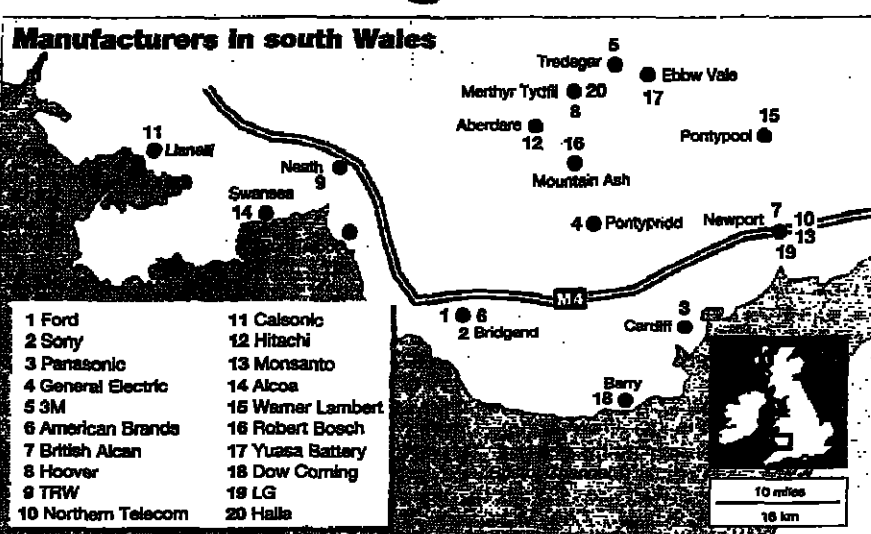 Manufacturers in south Wales
5
Tredegar
Ebbw Vale
17
Merthyr Tydfil 20
8
Aberdare
12
16
Mountain Ash
15
Pontypool
11
Llanelli
Neath
9
Swansea
14
4 Pontypridd
Newport
7
10
13
19
M4
1 6
2 Bridgend
3
Cardiff
Barry
18
1 Ford
2 Sony
3 Panasonic
4 General Electric
5 3M
6 American Brands
7 British Alcan
8 Hoover
9 TRW
10 Northern Telecom
11 Calsonic
12 Hitachi
13 Monsanto
14 Alcoa
15 Warner Lambert
16 Robert Bosch
17 Yuasa Battery
18 Dow Corning
19 LG
20 Halla
10 miles
16 km